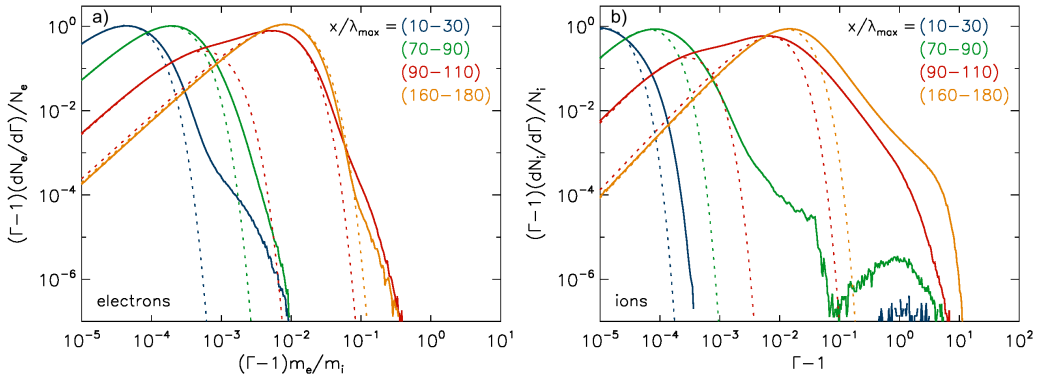 a)
x/λmax = (10−30)
(70−90)
(90−110)
(160−180)
electrons
(Γ−1)(dNe/dΓ)/Ne
10^0
10^-2
10^-4
10^-6
10^-5 10^-4 10^-3 10^-2 10^-1 10^0 10^1
(Γ−1)me/mi
b)
x/λmax = (10−30)
(70−90)
(90−110)
(160−180)
ions
(Γ−1)(dNi/dΓ)/Ni
10^0
10^-2
10^-4
10^-6
10^-5 10^-4 10^-3 10^-2 10^-1 10^0 10^1 10^2
Γ−1